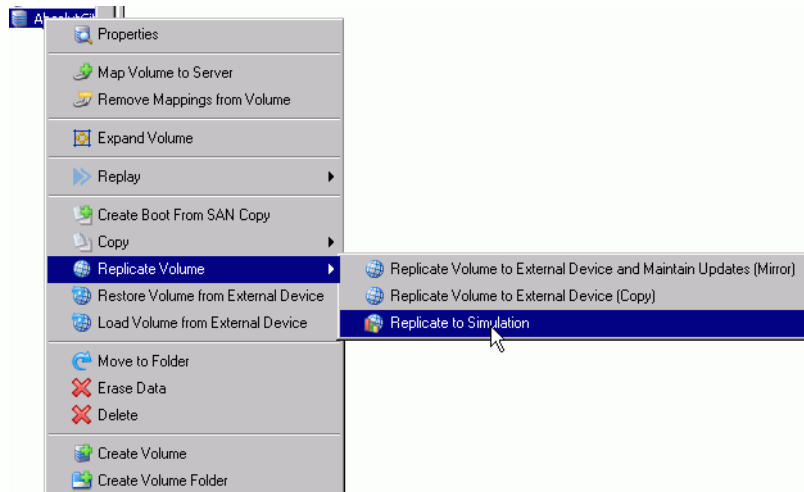 Properties
Map Volume to Server
Remove Mappings from Volume
Expand Volume
Replay
Create Boot From SAN Copy
Copy
Replicate Volume
Replicate Volume to External Device and Maintain Updates (Mirror)
Restore Volume from External Device
Replicate Volume to External Device (Copy)
Load Volume from External Device
Replicate to Simulation
Move to Folder
Erase Data
Delete
Create Volume
Create Volume Folder